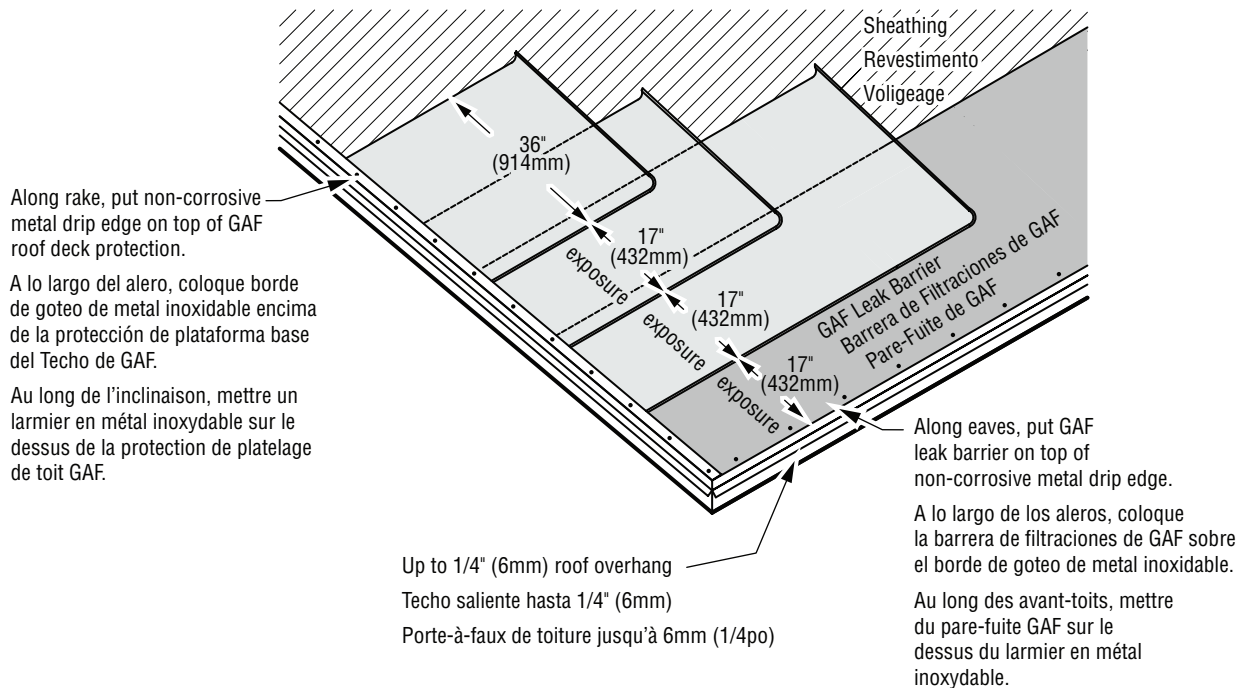 Sheathing
Revestimento
Voligeage
36"
(914mm)
17"
(432mm)
exposure
17"
(432mm)
exposure
17"
(432mm)
exposure
GAF Leak Barrier
Barrera de Filtraciones de GAF
Pare-Fuite de GAF
Along rake, put non-corrosive
metal drip edge on top of GAF
roof deck protection.
A lo largo del alero, coloque borde
de goteo de metal inoxidable encima
de la protección de plataforma base
del Techo de GAF.
Au long de l’inclinaison, mettre un
larmier en métal inoxydable sur le
dessus de la protection de platelage
de toit GAF.
Up to 1/4" (6mm) roof overhang
Techo saliente hasta 1/4" (6mm)
Porte-à-faux de toiture jusqu’à 6mm (1/4po)
Along eaves, put GAF
leak barrier on top of
non-corrosive metal drip edge.
A lo largo de los aleros, coloque
la barrera de filtraciones de GAF sobre
el borde de goteo de metal inoxidable.
Au long des avant-toits, mettre
du pare-fuite GAF sur le
dessus du larmier en métal
inoxydable.